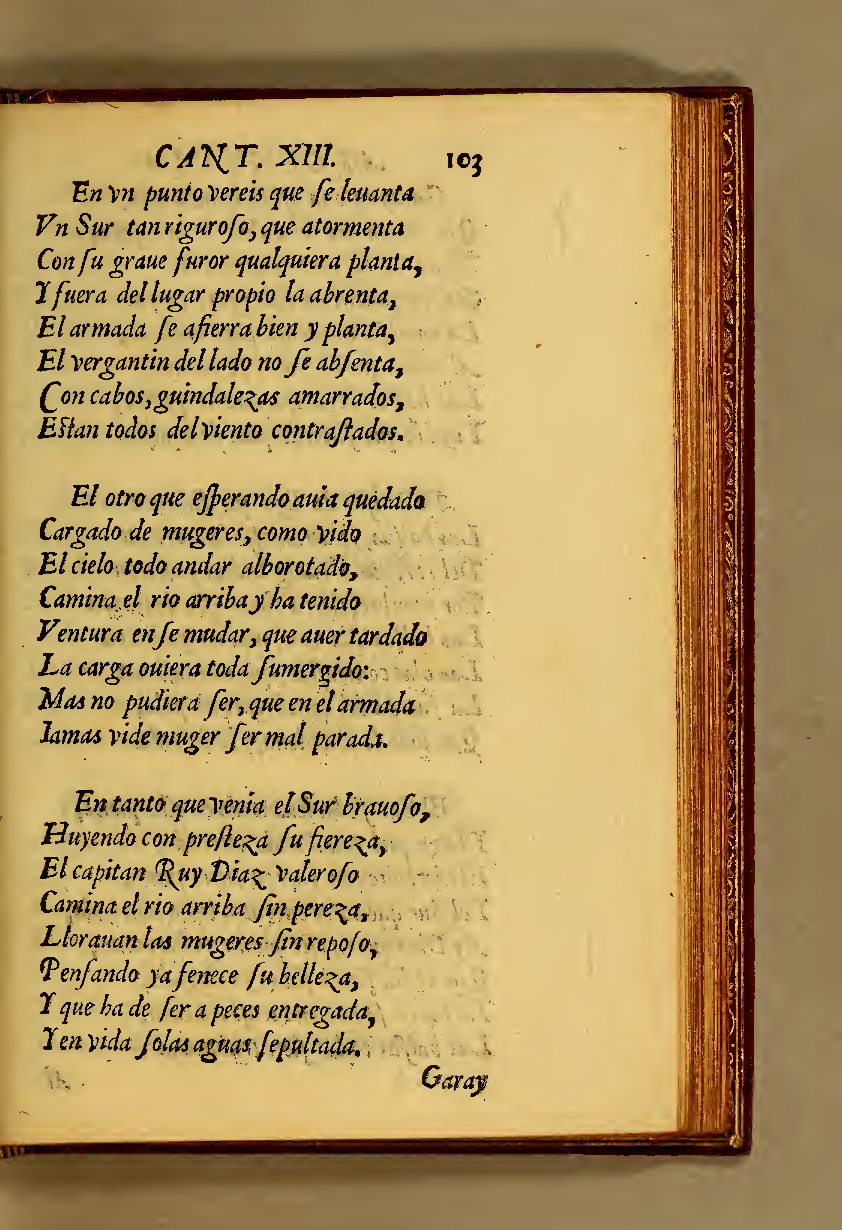 CANT. XIII. 103
En vn punto vereis que ſe leuanta
Vn Sur tan riguroſo, que atormenta
Con ſu graue furor qualquiera planta,
Y fuera del lugar propio la abrenta,
El armada ſe afierra bien y planta,
El vergantin del lado no ſe abſenta,
Con cabos, guindalezas amarrados,
Eſtan todos del viento contraſtados.
El otro que eſperando auia quedado
Cargado de mugeres, como vido
El cielo todo andar alborotado,
Camina el rio arriba y ha tenido
Ventura en ſe mudar, que auer tardado
La carga ouiera toda ſumergido:
Mas no pudiera ſer, que en el armada
Iamas vide muger ſer mal parada.
En tanto que venia el Sur brauoſo,
Huyendo con preſteza ſu fiereza,
El capitan Ruy Diaz valeroſo
Camina el rio arriba ſin pereza,
Llorauan las mugeres ſin repoſo,
Penſando ya fenece ſu belleza,
Y que ha de ſer a peces entregada,
Y en vida ſolas aguas ſepultada.
Garay